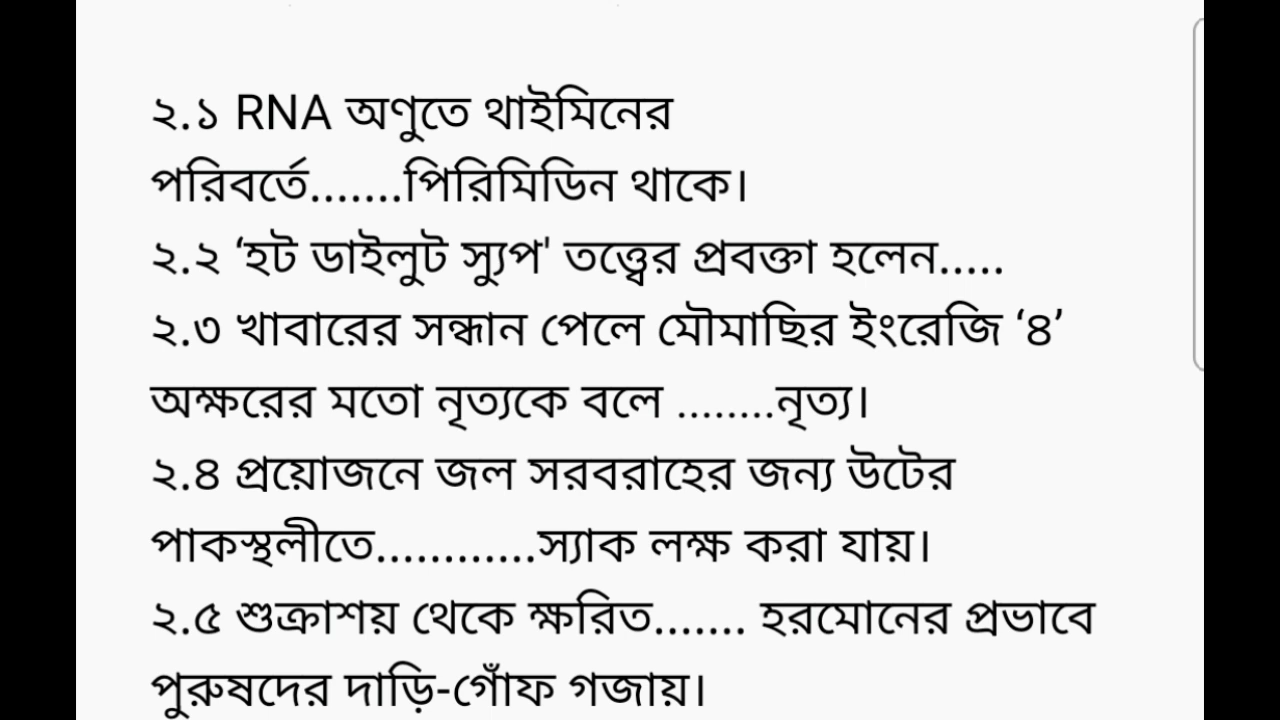 ২.১ RNA অণুতে থাইমিনের
পরিবর্তে.......পিরিমিডিন থাকে।
২.২ ‘হট ডাইলুট স্যুপ' তত্ত্বের প্রবক্তা হলেন.....
২.৩ খাবারের সন্ধান পেলে মৌমাছির ইংরেজি ‘৪’
অক্ষরের মতো নৃত্যকে বলে ........নৃত্য।
২.৪ প্রয়োজনে জল সরবরাহের জন্য উটের
পাকস্থলীতে............স্যাক লক্ষ করা যায়।
২.৫ শুক্রাশয় থেকে ক্ষরিত....... হরমোনের প্রভাবে
পুরুষদের দাড়ি-গোঁফ গজায়।